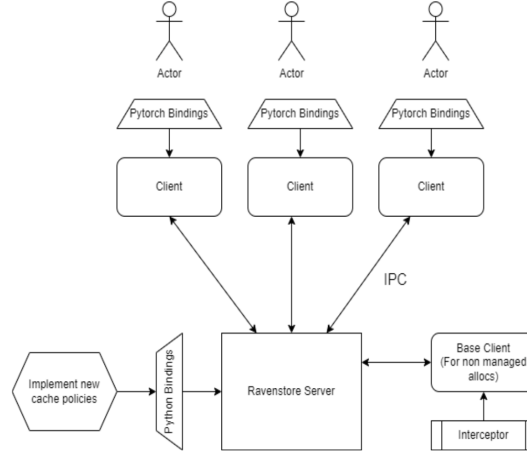 Actor
Actor
Actor
Pytorch Bindings
Pytorch Bindings
Pytorch Bindings
Client
Client
Client
IPC
Implement new
cache policies
Python Bindings
Ravenstore Server
Base Client
(For non managed
allocs)
Interceptor